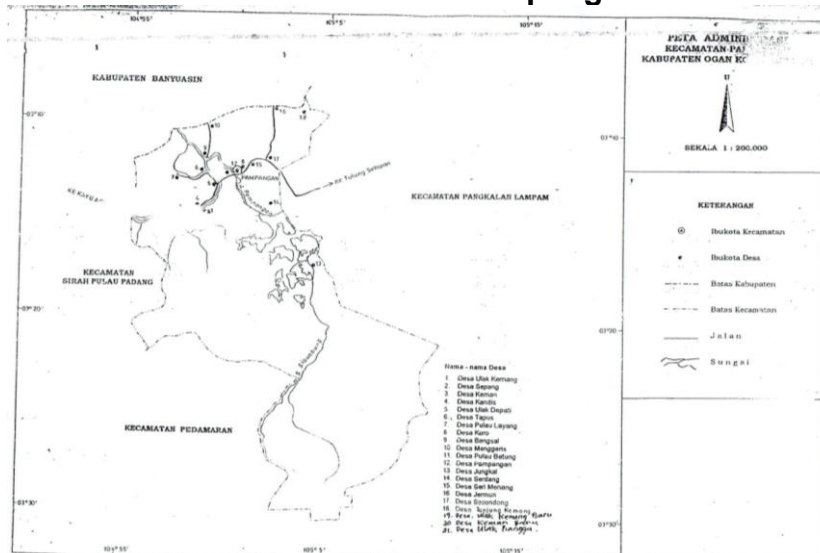 104°55'
105°5'
105°15'
KABUPATEN BANYUASIN
03°10'
03°10'
PETA ADMINI
KECAMATAN PA
KABUPATEN OGAN KO
U
SEKALA 1 : 200.000
PAMPANGAN
Ke Tulung Selapan
KECAMATAN PANGKALAN LAMPAM
KETERANGAN
Ibukota Kecamatan
Ibukota Desa
Batas Kabupaten
Batas Kecamatan
Jalan
Sungai
KECAMATAN
SIRAH PULAU PADANG
03°20'
03°20'
KECAMATAN PEDAMARAN
Nama - nama Desa
1. Desa Ulak Kemang
2. Desa Sepang
3. Desa Keman
4. Desa Kandis
5. Desa Ulak Depati
6. Desa Tapus
7. Desa Pulau Layang
8. Desa Kuro
9. Desa Bangsal
10 Desa Menggeris
11 Desa Pulau Betung
12 Desa Pampangan
13 Desa Jungkal
14 Desa Serdang
15 Desa Seri Menang
16 Desa Jermun
17 Desa Secondong
18 Desa Tanjung Kemang
19. Desa Ulak Kemang Baru
20 Desa Keman Baru
21. Desa Ulak Pianggu.
03°30'
03°30'
104°55'
105°5'
105°15'